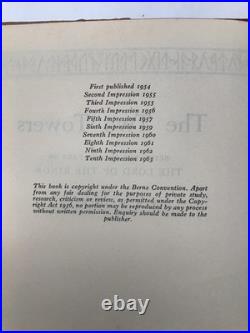 First published 1954
Second Impression 1955
Third Impression 1955
Fourth Impression 1956
Fifth Impression 1957
Sixth Impression 1959
Seventh Impression 1960
Eighth Impression 1961
Ninth Impression 1962
Tenth Impression 1963
This book is copyright under the Berne Convention. Apart
from any fair dealing for the purposes of private study,
research, criticism or review, as permitted under the Copy-
right Act 1956, no portion may be reproduced by any process
without written permission. Enquiry should be made to the
publisher.